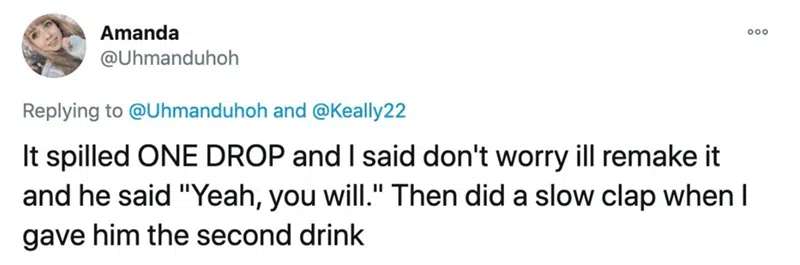 Amanda
@Uhmanduhoh
Replying to @Uhmanduhoh and @Keally22
It spilled ONE DROP and I said don't worry ill remake it
and he said "Yeah, you will." Then did a slow clap when I
gave him the second drink